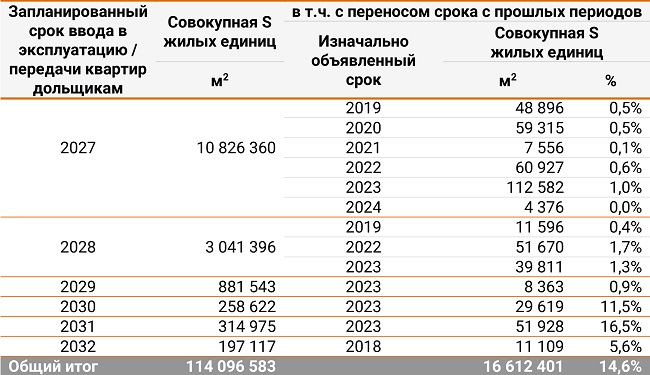 Запланированный срок ввода в эксплуатацию / передачи квартир дольщикам
Совокупная S жилых единиц
м²
в т.ч. с переносом срока с прошлых периодов
Изначально объявленный срок
Совокупная S жилых единиц
м² %
2027 10 826 360
2019 48 896 0,5%
2020 59 315 0,5%
2021 7 556 0,1%
2022 60 927 0,6%
2023 112 582 1,0%
2024 4 376 0,0%
2028 3 041 396
2019 11 596 0,4%
2022 51 670 1,7%
2023 39 811 1,3%
2029 881 543 2023 8 363 0,9%
2030 258 622 2023 29 619 11,5%
2031 314 975 2023 51 928 16,5%
2032 197 117 2018 11 109 5,6%
Общий итог 114 096 583 16 612 401 14,6%